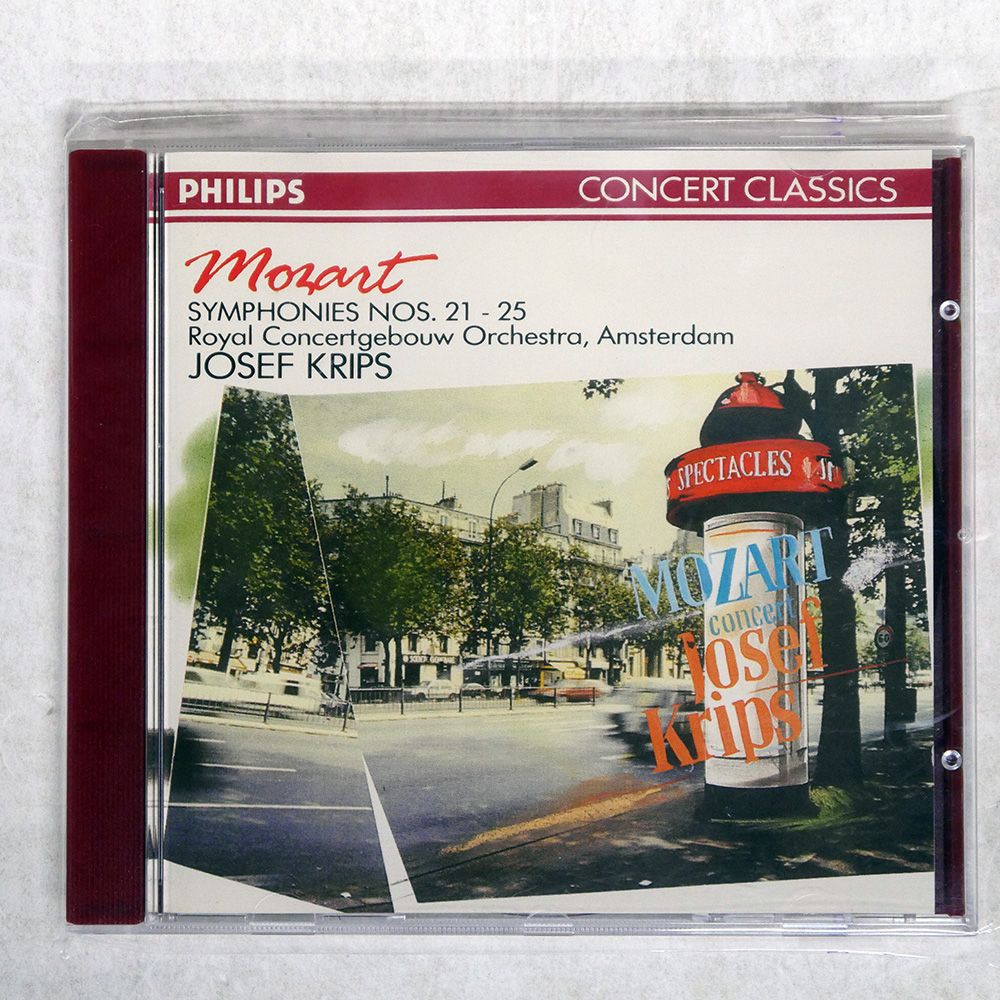 PHILIPS CONCERT CLASSICS
Mozart
SYMPHONIES NOS. 21 - 25
Royal Concertgebouw Orchestra, Amsterdam
JOSEF KRIPS
SPECTACLES
MOZART
concert
Josef
Krips